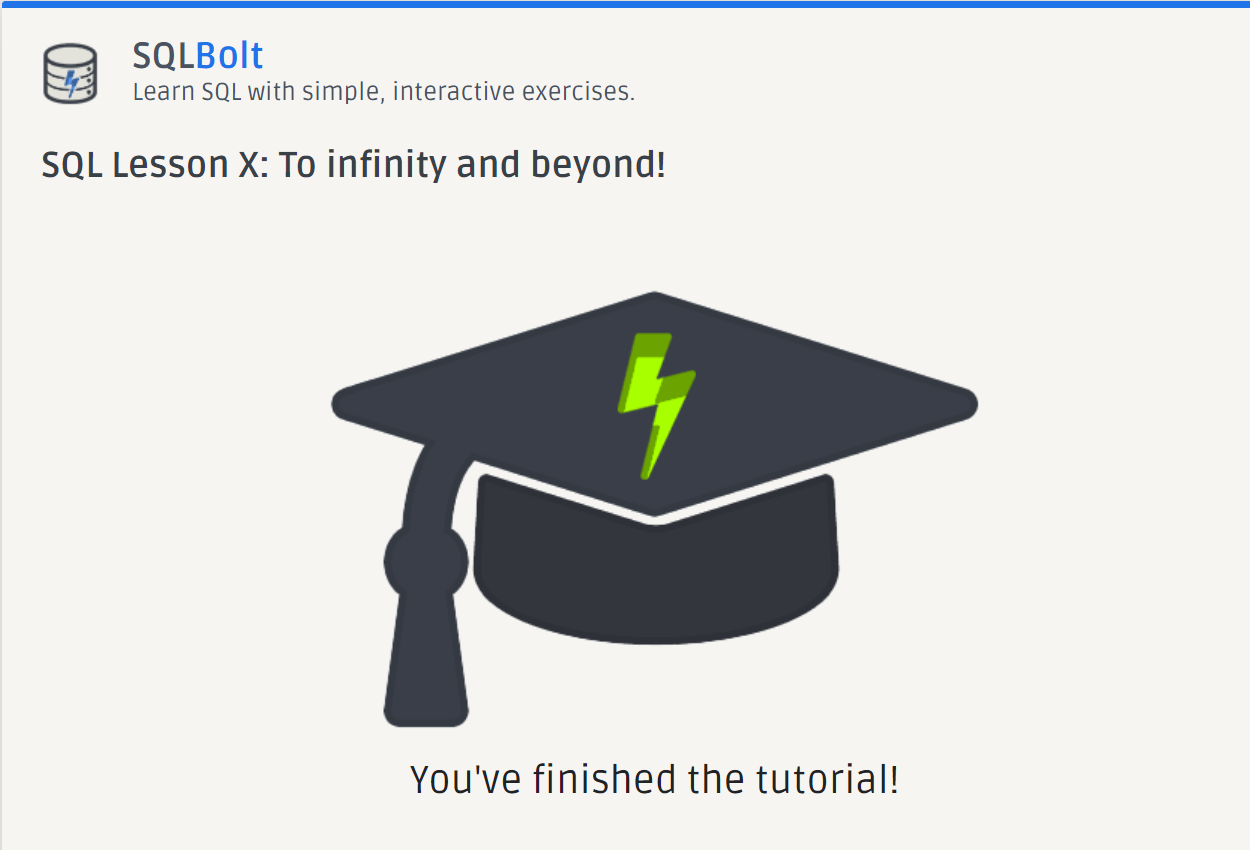 SQLBolt
Learn SQL with simple, interactive exercises.
SQL Lesson X: To infinity and beyond!
You've finished the tutorial!